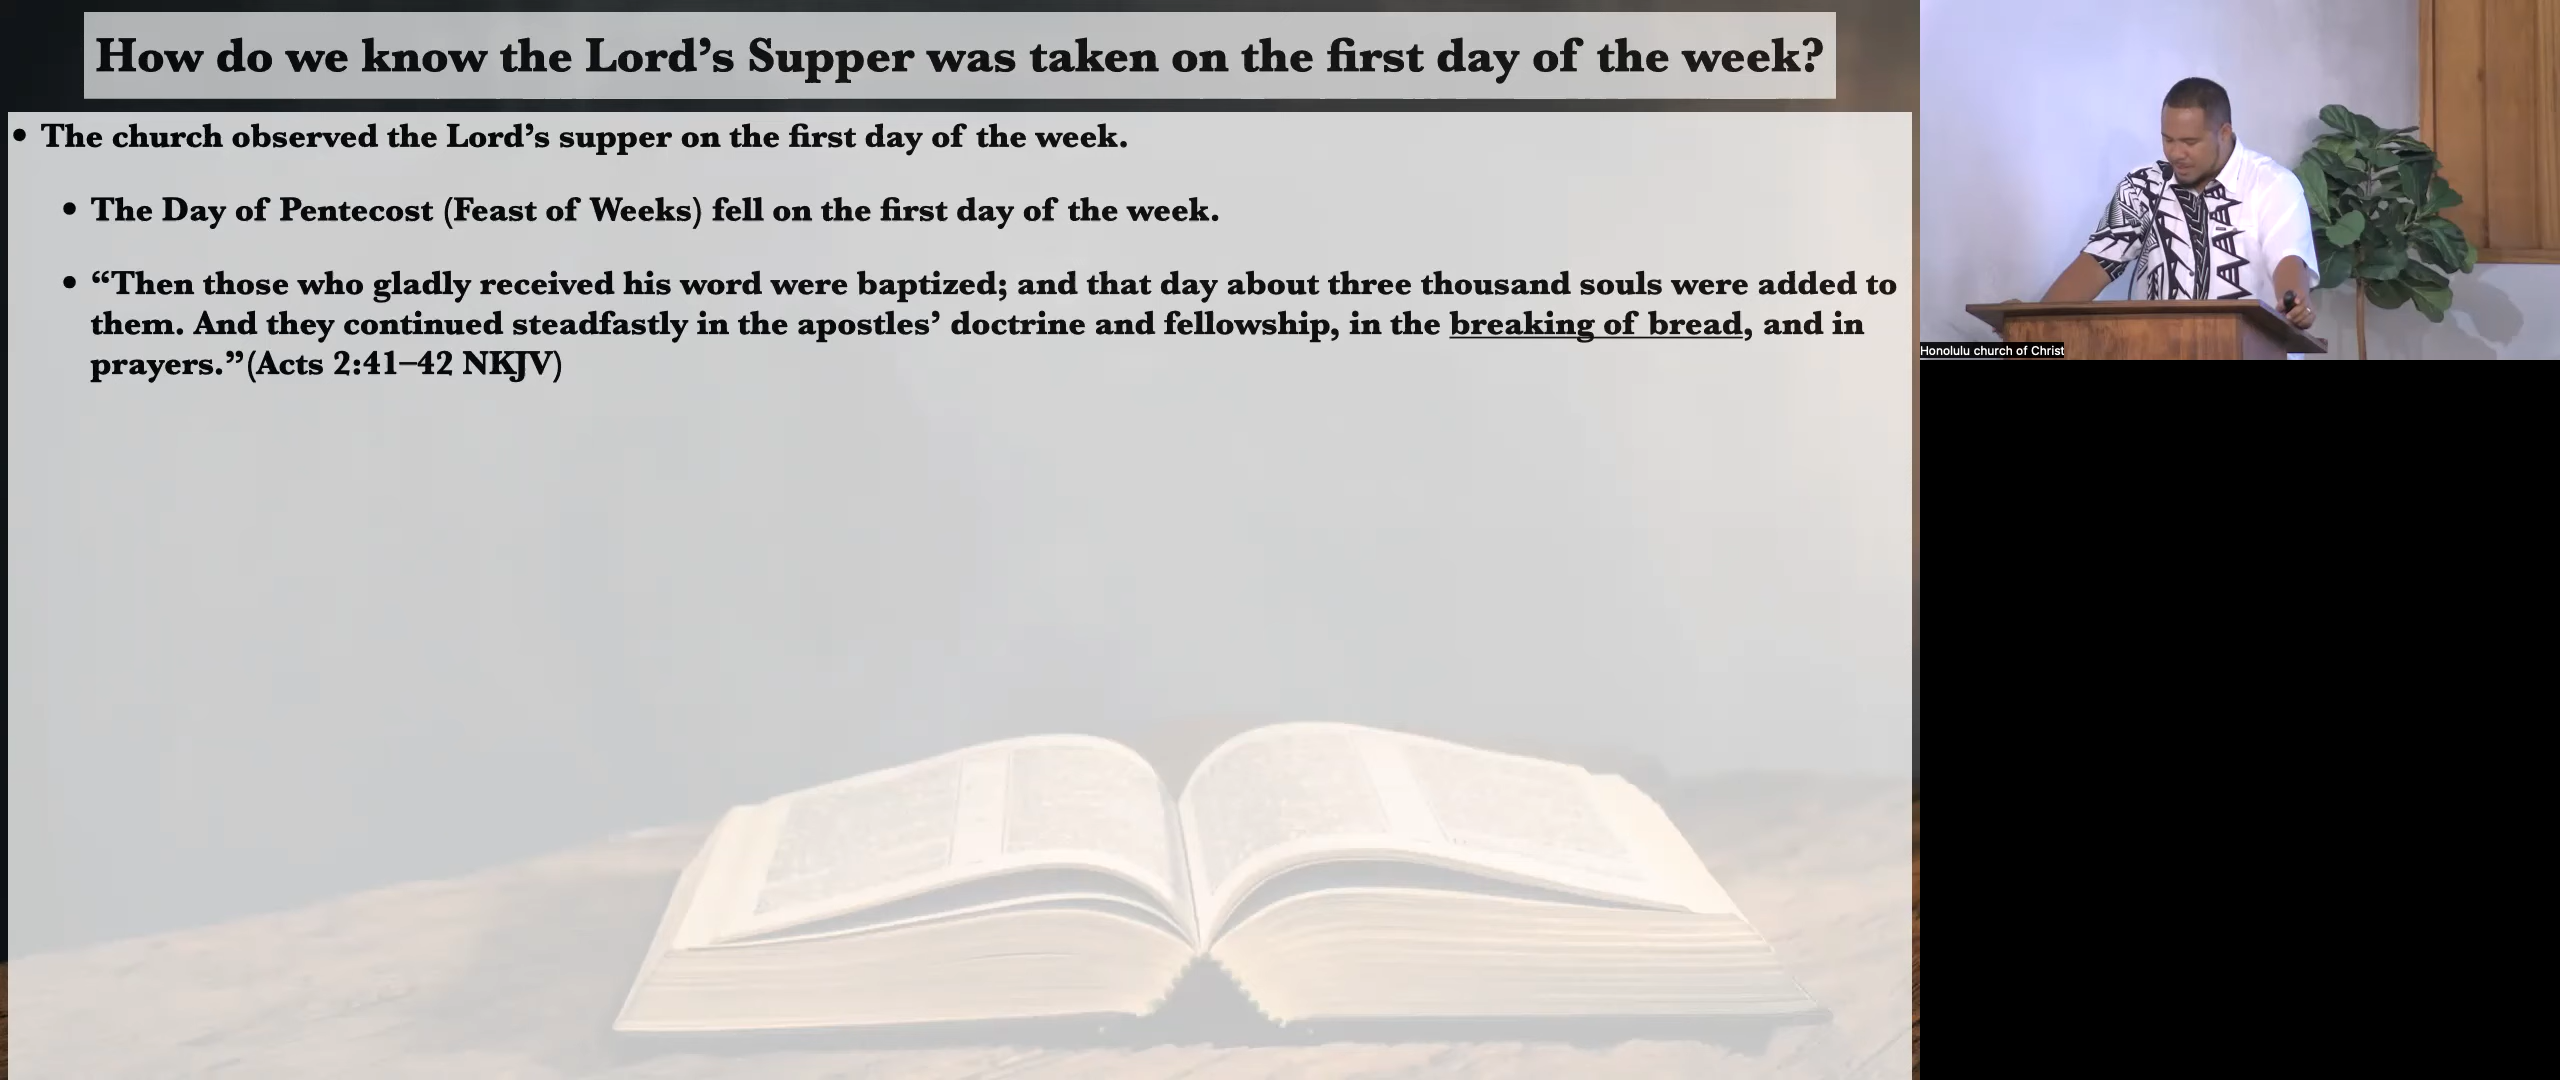 How do we know the Lord’s Supper was taken on the first day of the week?
• The church observed the Lord’s supper on the first day of the week.
• The Day of Pentecost (Feast of Weeks) fell on the first day of the week.
• “Then those who gladly received his word were baptized; and that day about three thousand souls were added to
them. And they continued steadfastly in the apostles’ doctrine and fellowship, in the breaking of bread, and in
prayers.”(Acts 2:41–42 NKJV)
Honolulu church of Christ